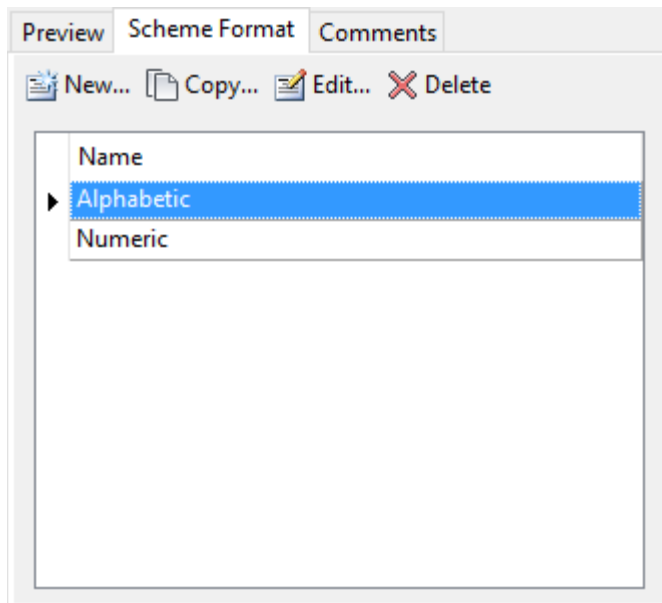 Preview Scheme Format Comments
New... Copy... Edit... Delete
Name
Alphabetic
Numeric